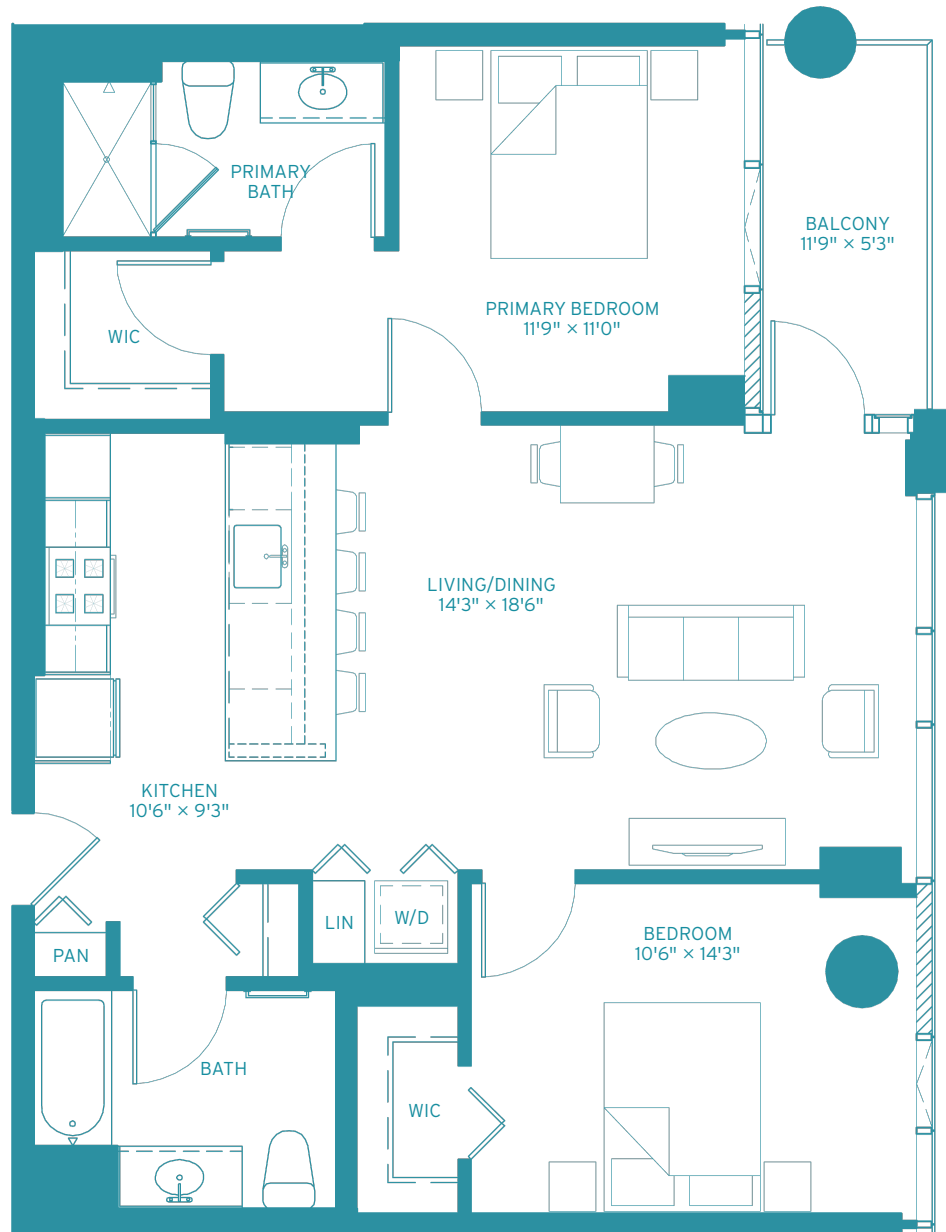 PRIMARY
BATH
BALCONY
11'9" × 5'3"
PRIMARY BEDROOM
11'9" × 11'0"
WIC
LIVING/DINING
14'3" × 18'6"
KITCHEN
10'6" × 9'3"
LIN
W/D
PAN
BEDROOM
10'6" × 14'3"
BATH
WIC